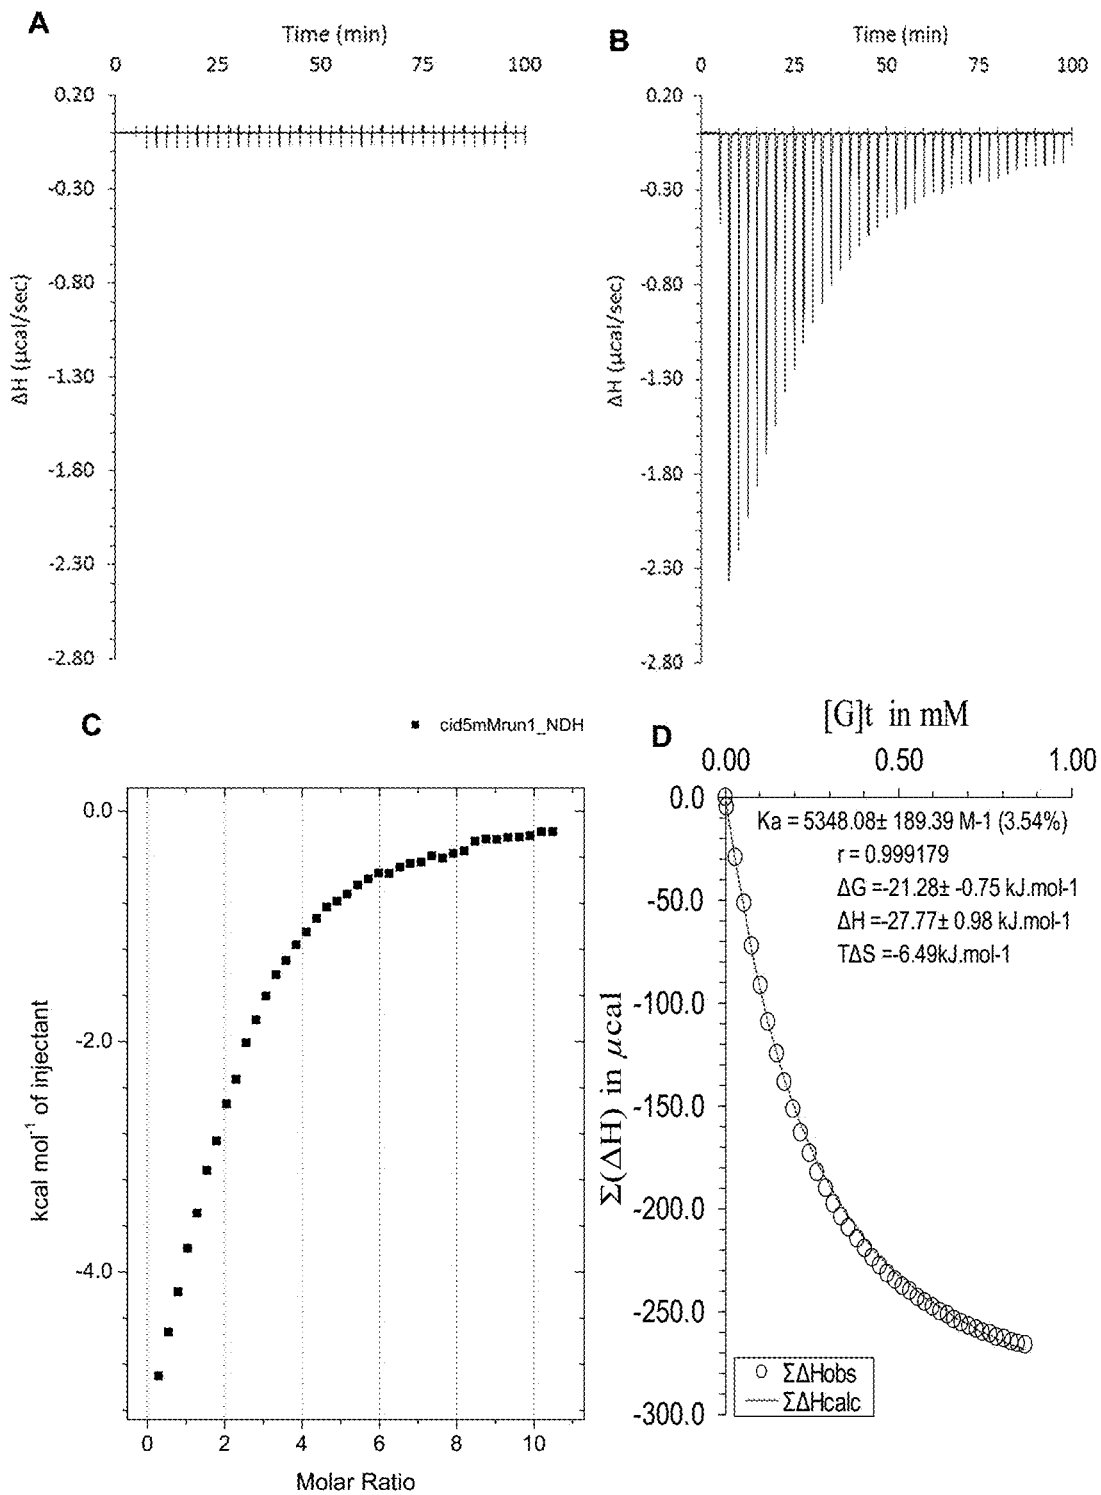 A
Time (min)
0 25 50 75 100
0.20
-0.30
-0.80
-1.30
-1.80
-2.30
-2.80
ΔH (μcal/sec)
B
Time (min)
0 25 50 75 100
0.20
-0.30
-0.80
-1.30
-1.80
-2.30
-2.80
ΔH (μcal/sec)
C
cid5mMrun1_NDH
0.0
-2.0
-4.0
kcal mol⁻¹ of injectant
0 2 4 6 8 10
Molar Ratio
D
[G]t in mM
0.00 0.50 1.00
0.0
-50.0
-100.0
-150.0
-200.0
-250.0
-300.0
Σ(ΔH) in μcal
Ka = 5348.08± 189.39 M-1 (3.54%)
r = 0.999179
ΔG =-21.28± -0.75 kJ.mol-1
ΔH =-27.77± 0.98 kJ.mol-1
TΔS =-6.49kJ.mol-1
ΣΔHobs
ΣΔHcalc